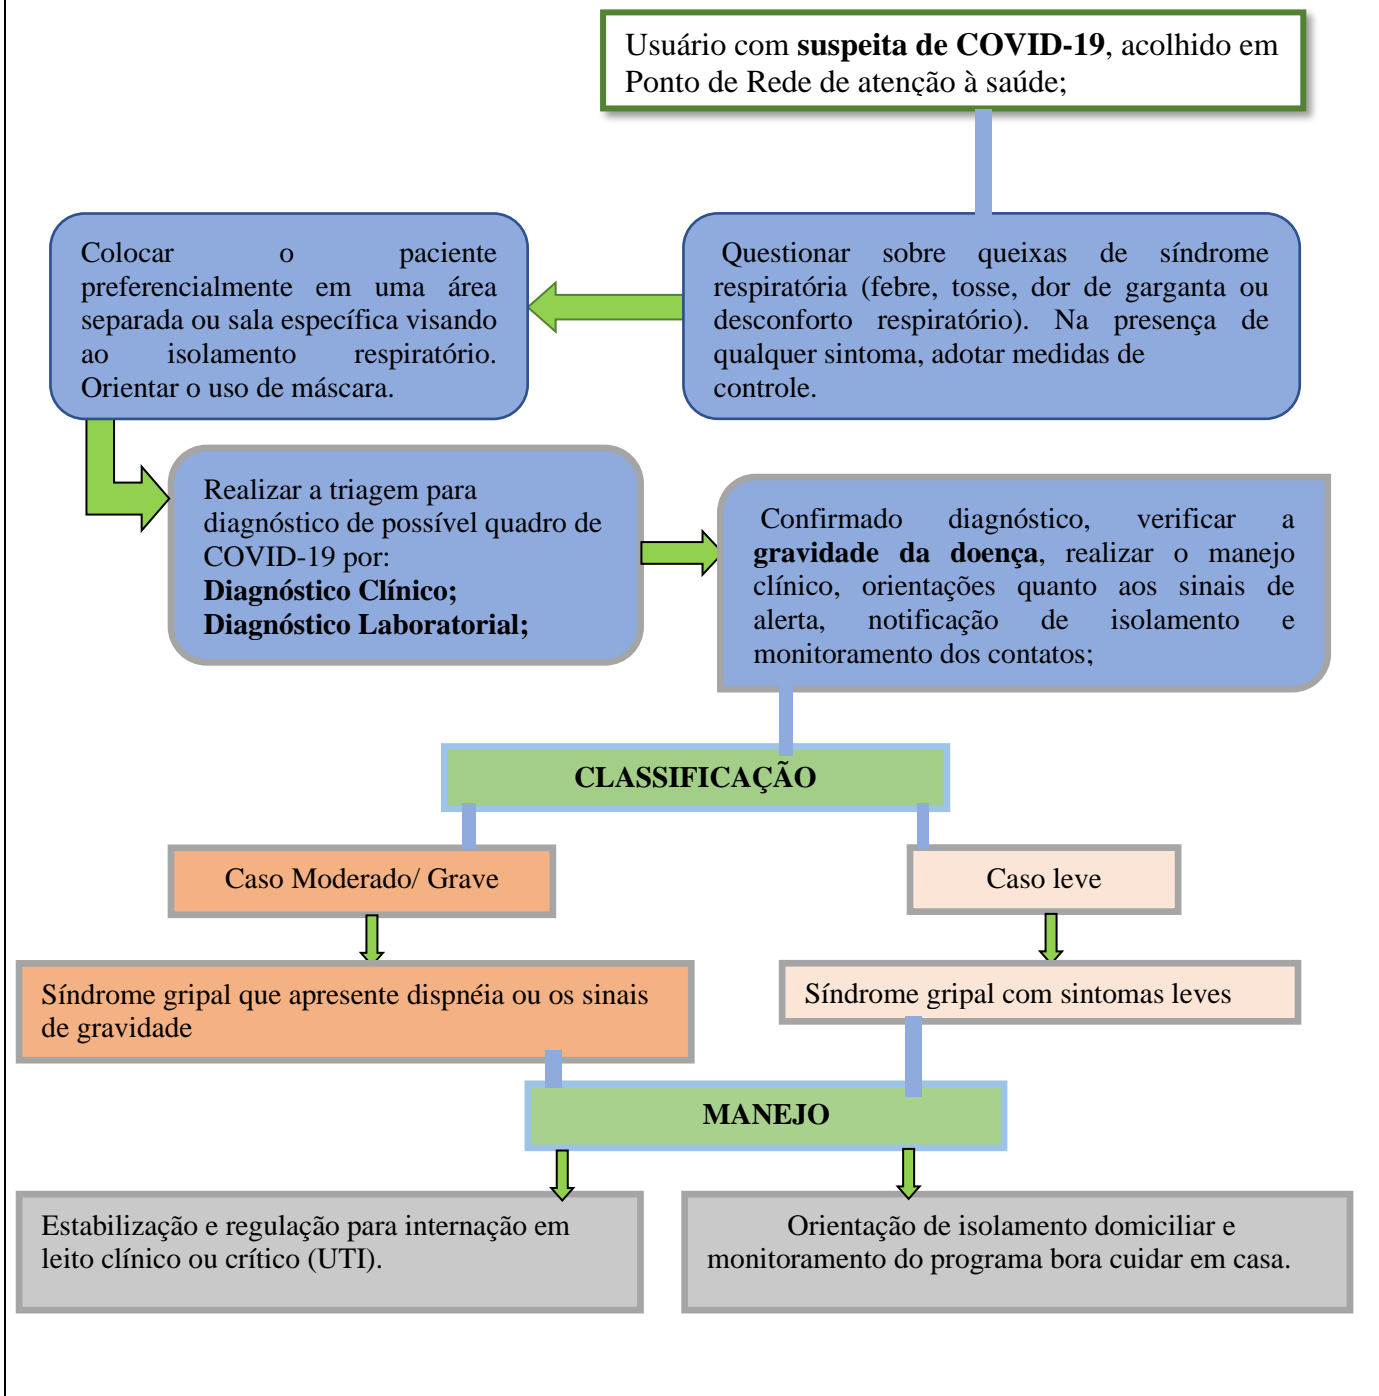 Usuário com suspeita de COVID-19, acolhido em
Ponto de Rede de atenção à saúde;
Questionar sobre queixas de síndrome
respiratória (febre, tosse, dor de garganta ou
desconforto respiratório). Na presença de
qualquer sintoma, adotar medidas de
controle.
Colocar o paciente
preferencialmente em uma área
separada ou sala específica visando
ao isolamento respiratório.
Orientar o uso de máscara.
Realizar a triagem para
diagnóstico de possível quadro de
COVID-19 por:
Diagnóstico Clínico;
Diagnóstico Laboratorial;
Confirmado diagnóstico, verificar a
gravidade da doença, realizar o manejo
clínico, orientações quanto aos sinais de
alerta, notificação de isolamento e
monitoramento dos contatos;
CLASSIFICAÇÃO
Caso Moderado/ Grave
Caso leve
Síndrome gripal que apresente dispnéia ou os sinais
de gravidade
Síndrome gripal com sintomas leves
MANEJO
Estabilização e regulação para internação em
leito clínico ou crítico (UTI).
Orientação de isolamento domiciliar e
monitoramento do programa bora cuidar em casa.